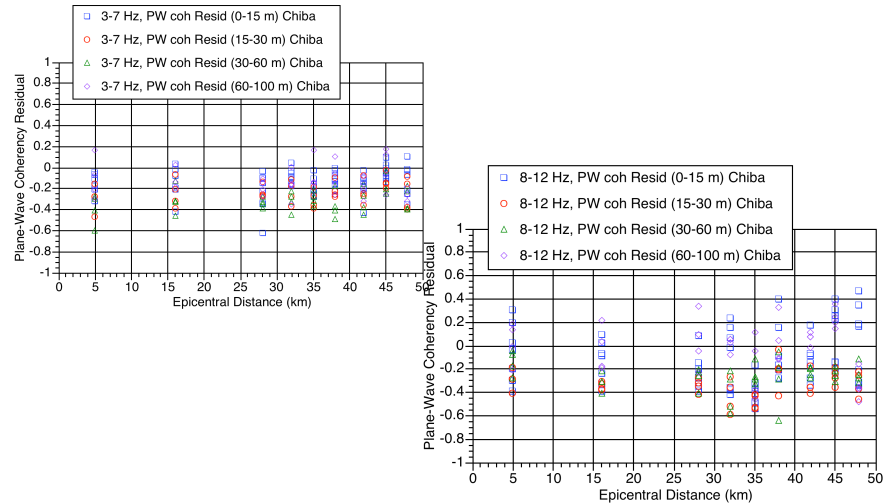 3-7 Hz, PW coh Resid (0-15 m) Chiba
3-7 Hz, PW coh Resid (15-30 m) Chiba
3-7 Hz, PW coh Resid (30-60 m) Chiba
3-7 Hz, PW coh Resid (60-100 m) Chiba
Plane-Wave Coherency Residual
1
0.8
0.6
0.4
0.2
0
-0.2
-0.4
-0.6
-0.8
-1
0 5 10 15 20 25 30 35 40 45 50
Epicentral Distance (km)
8-12 Hz, PW coh Resid (0-15 m) Chiba
8-12 Hz, PW coh Resid (15-30 m) Chiba
8-12 Hz, PW coh Resid (30-60 m) Chiba
8-12 Hz, PW coh Resid (60-100 m) Chiba
Plane-Wave Coherency Residual
1
0.8
0.6
0.4
0.2
0
-0.2
-0.4
-0.6
-0.8
-1
0 5 10 15 20 25 30 35 40 45 50
Epicentral Distance (km)